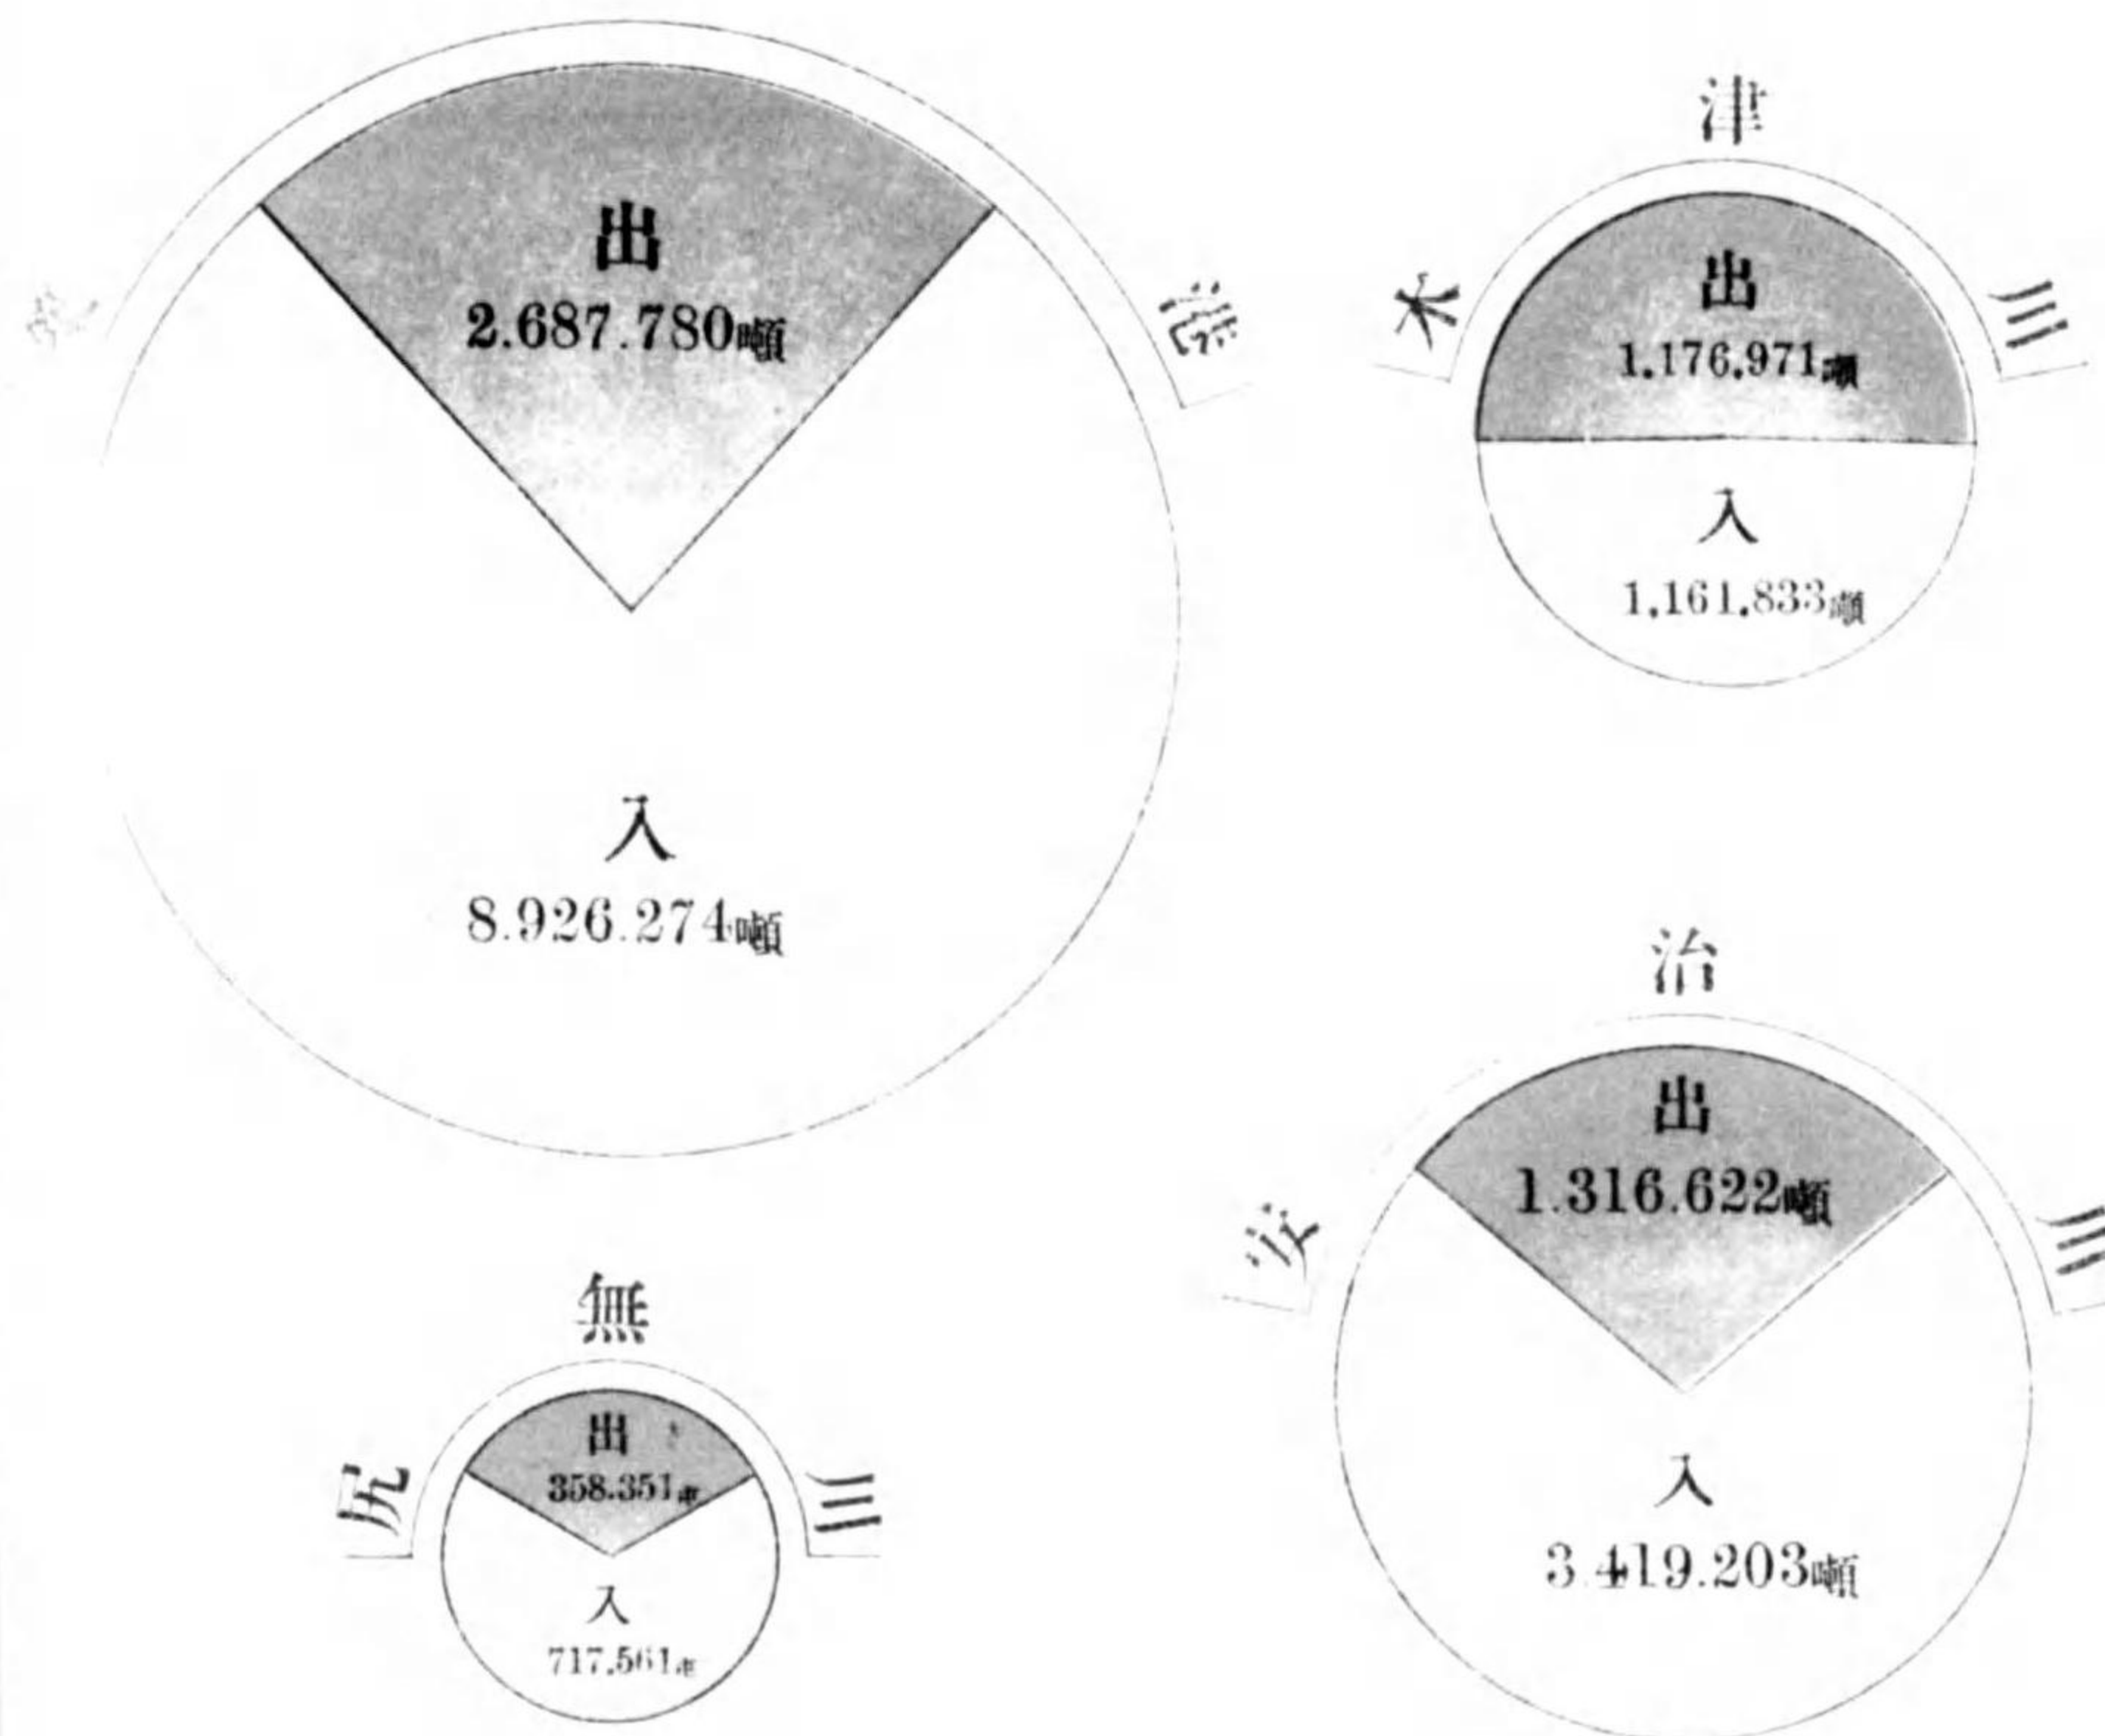 港
出
2.687.780噸
入
8.926.274噸
木津川
出
1.176.971噸
入
1.161.833噸
尻無川
出
358.351噸
入
717.561噸
安治川
出
1.316.622噸
入
3.419.203噸